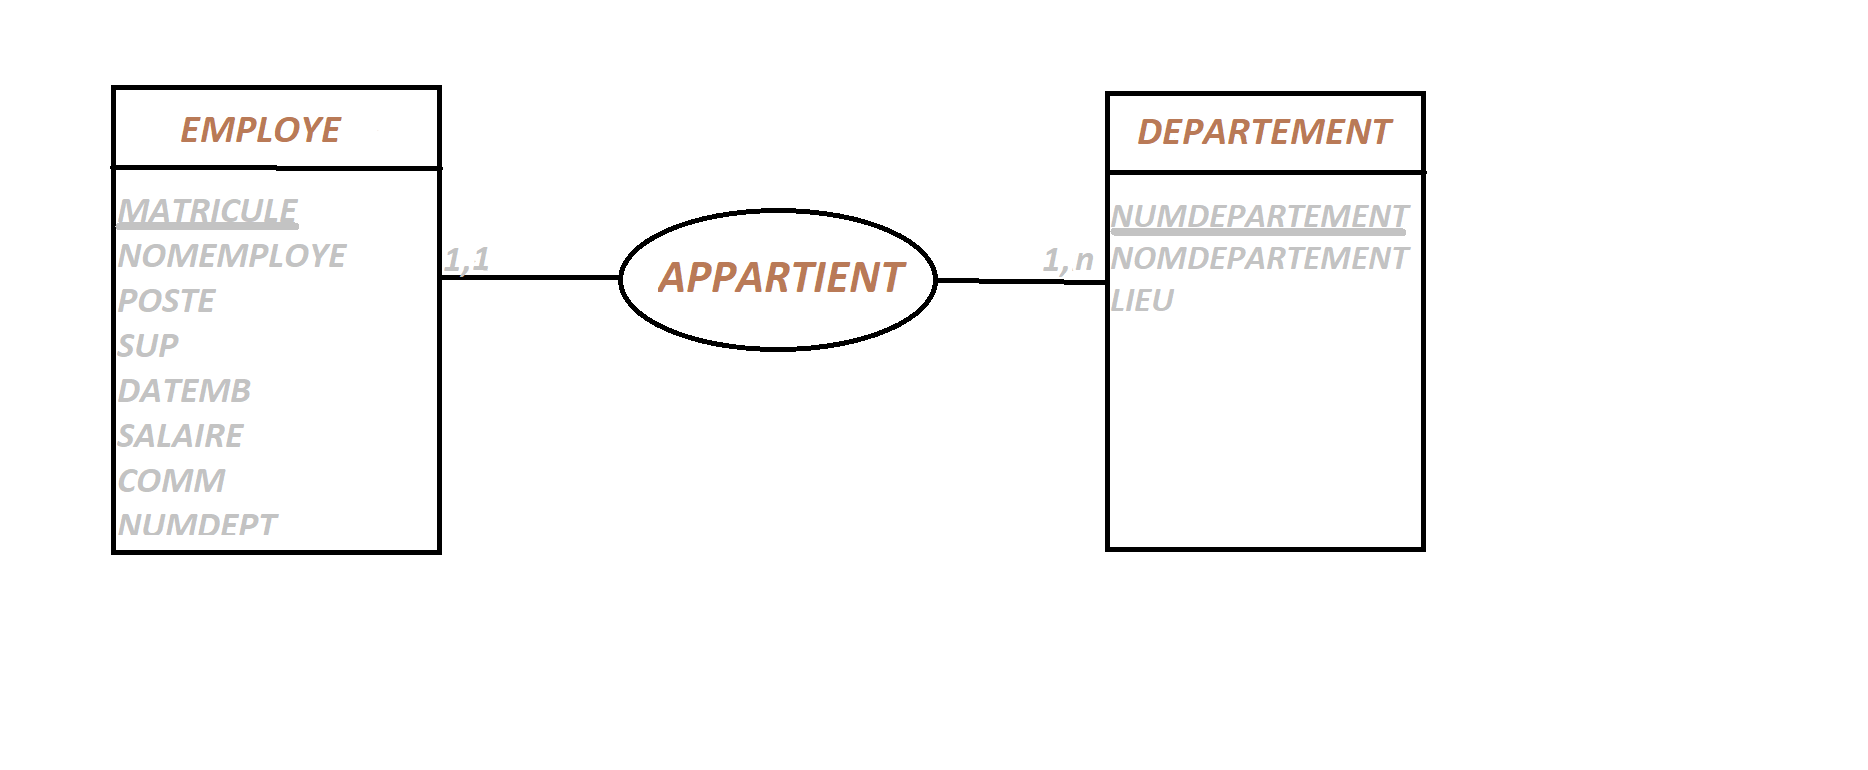 EMPLOYE
MATRICULE
NOMEMPLOYE
POSTE
SUP
DATEMB
SALAIRE
COMM
NUMDEPT
1,1
APPARTIENT
1,n
DEPARTEMENT
NUMDEPARTEMENT
NOMDEPARTEMENT
LIEU